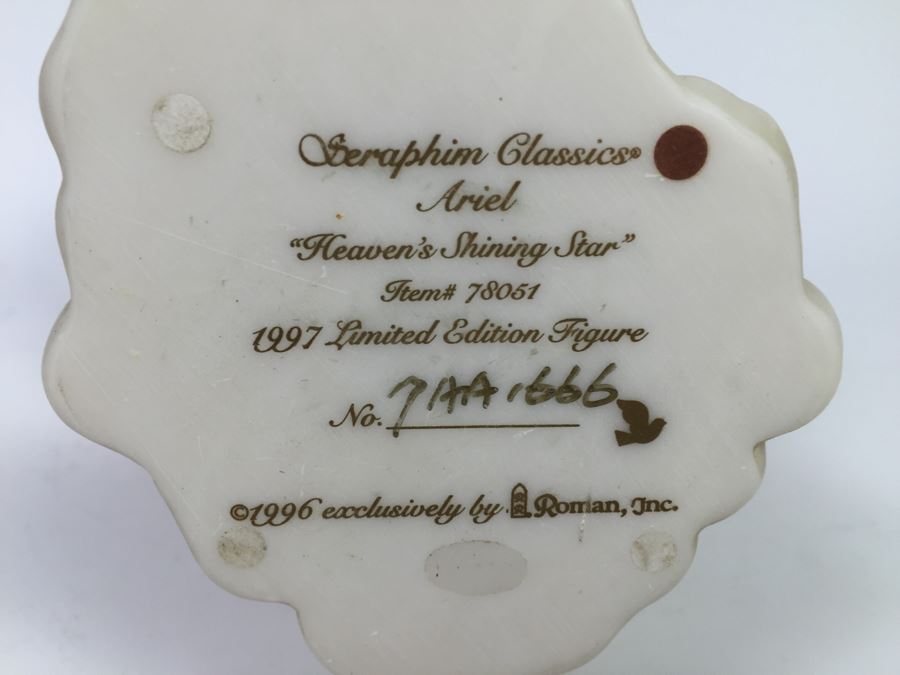 Seraphim Classics®
Ariel
“Heaven's Shining Star”
Item# 78051
1997 Limited Edition Figure
No. 7AA1666
©1996 exclusively by Roman, Inc.